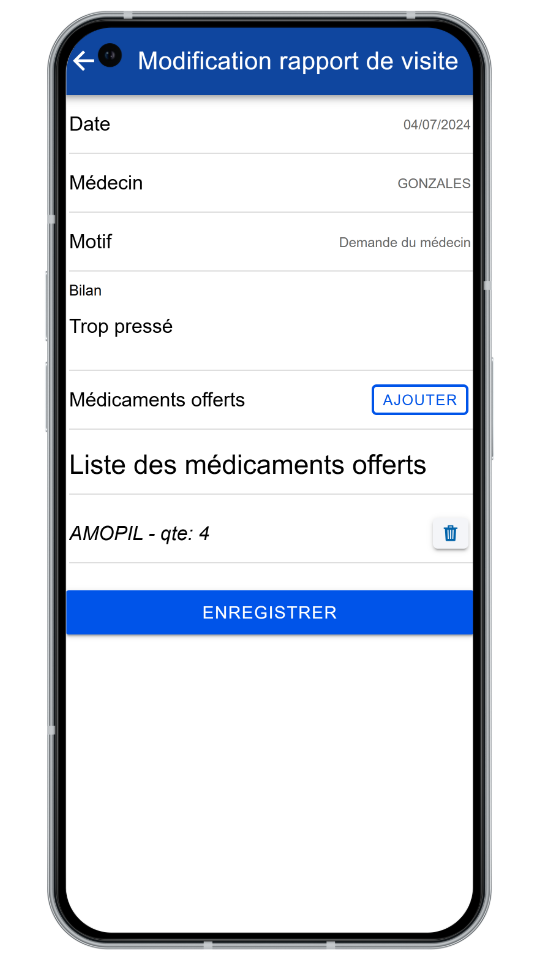 Modification rapport de visite
Date 04/07/2024
Médecin GONZALES
Motif Demande du médecin
Bilan
Trop pressé
Médicaments offerts AJOUTER
Liste des médicaments offerts
AMOPIL - qte: 4
ENREGISTRER